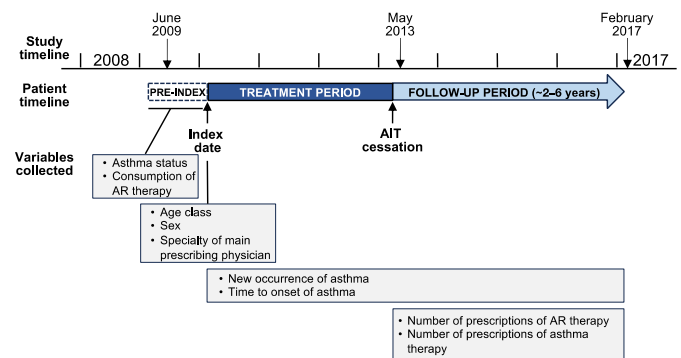 June
2009
May
2013
February
2017
Study
timeline
2008
2017
Patient
timeline
PRE-INDEX
TREATMENT PERIOD
FOLLOW-UP PERIOD (~2–6 years)
Index
date
AIT
cessation
Variables
collected
• Asthma status
• Consumption of
AR therapy
• Age class
• Sex
• Specialty of main
prescribing physician
• New occurrence of asthma
• Time to onset of asthma
• Number of prescriptions of AR therapy
• Number of prescriptions of asthma
therapy